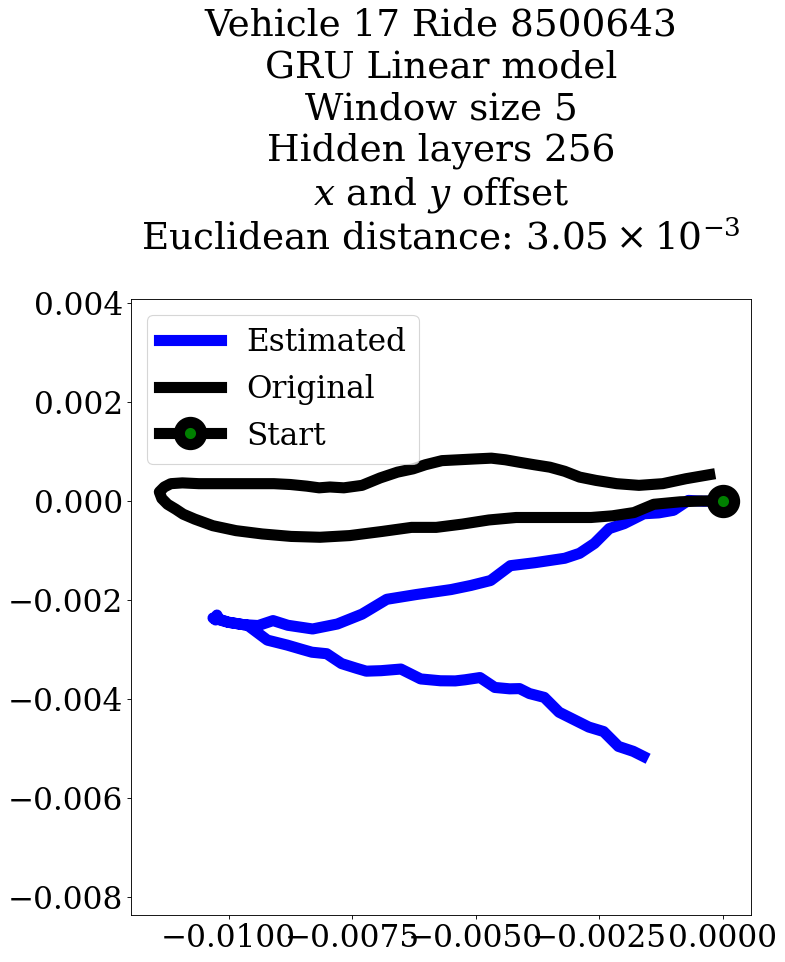 Vehicle 17 Ride 8500643
GRU Linear model
Window size 5
Hidden layers 256
x and y offset
Euclidean distance: 3.05 × 10⁻³
0.004
Estimated
Original
Start
0.002
0.000
−0.002
−0.004
−0.006
−0.008
−0.0100 −0.0075 −0.0050 −0.0025 0.0000